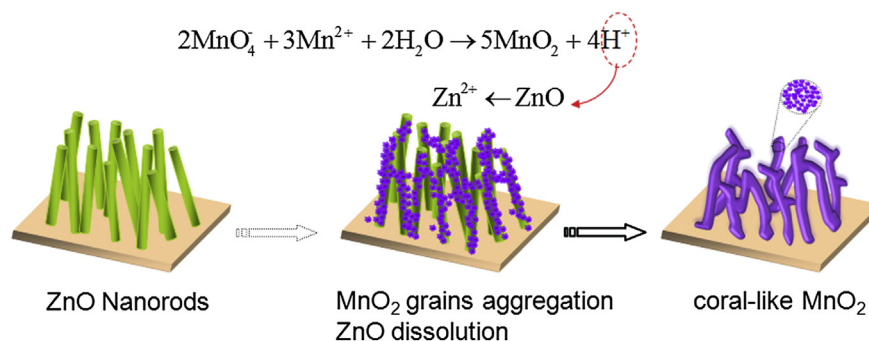 2MnO₄⁻ + 3Mn²⁺ + 2H₂O → 5MnO₂ + 4H⁺
Zn²⁺ ← ZnO
ZnO Nanorods
MnO₂ grains aggregation
ZnO dissolution
coral-like MnO₂